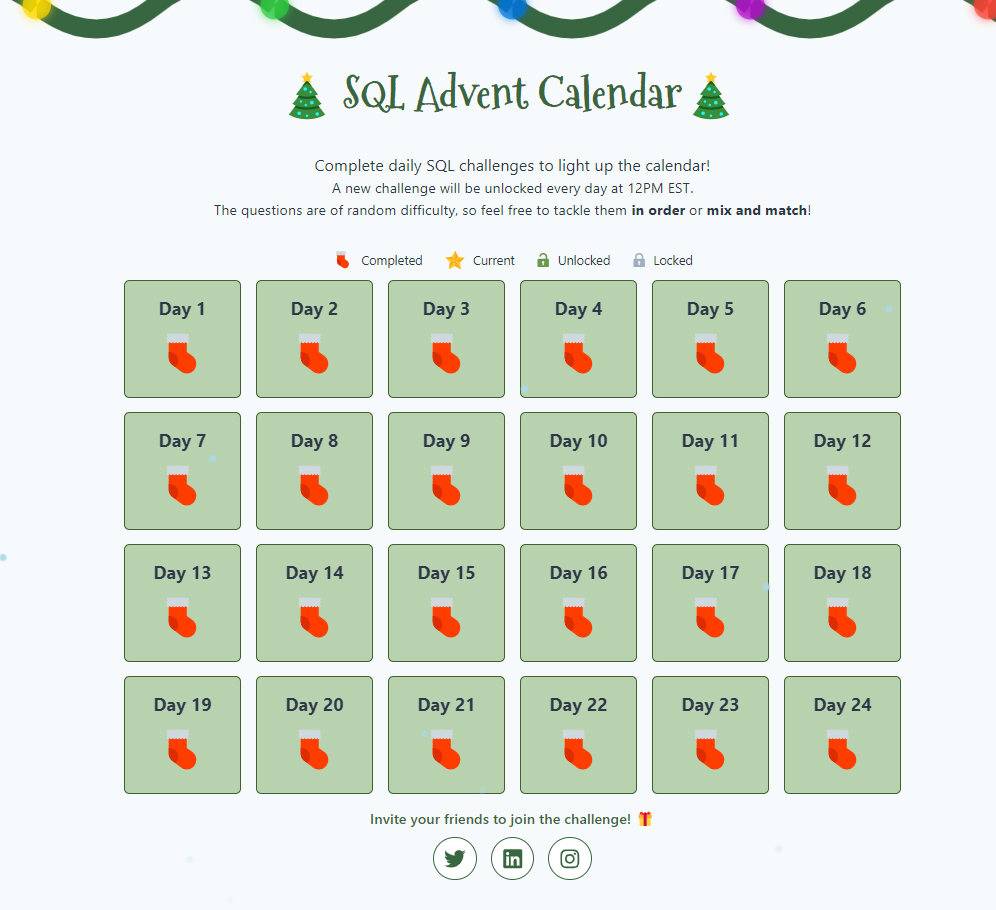 SQL Advent Calendar
Complete daily SQL challenges to light up the calendar!
A new challenge will be unlocked every day at 12PM EST.
The questions are of random difficulty, so feel free to tackle them in order or mix and match!
Completed Current Unlocked Locked
Day 1 Day 2 Day 3 Day 4 Day 5 Day 6
Day 7 Day 8 Day 9 Day 10 Day 11 Day 12
Day 13 Day 14 Day 15 Day 16 Day 17 Day 18
Day 19 Day 20 Day 21 Day 22 Day 23 Day 24
Invite your friends to join the challenge!
in